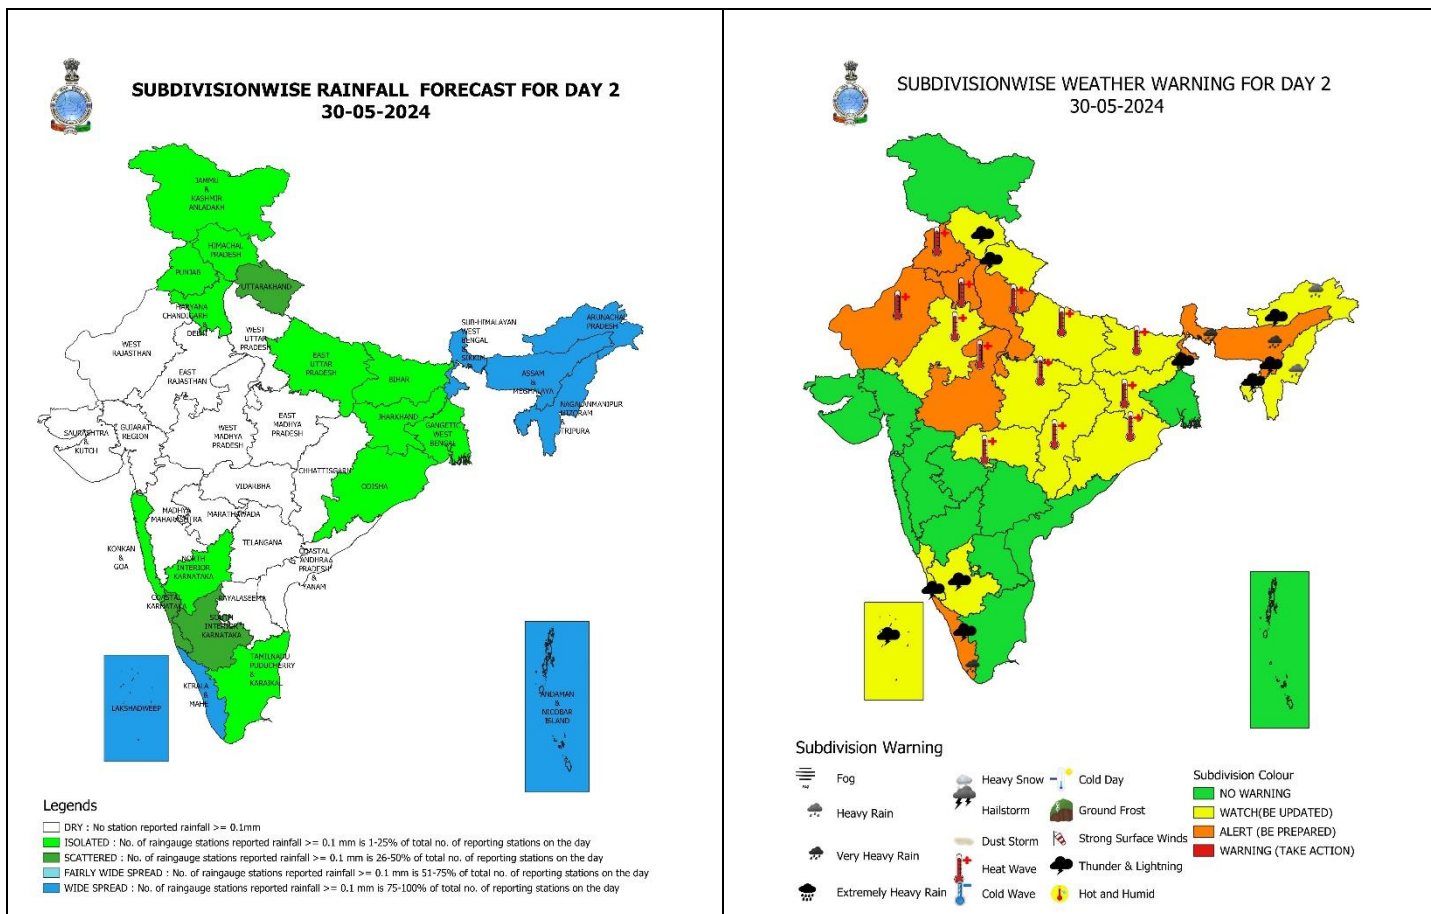 SUBDIVISIONWISE RAINFALL FORECAST FOR DAY 2
30-05-2024
JAMMU
&
KASHMIR
ANLADAKH
HIMACHAL
PRADESH
PUNJAB
UTTARAKHAND
HARYANA
CHANDIGARH
DELHI
WEST
UTTAR
PRADESH
WEST
RAJASTHAN
EAST
RAJASTHAN
EAST
UTTAR
PRADESH
BIHAR
SUB-HIMALAYAN
WEST
BENGAL
&
SIKKIM
ARUNACHAL
PRADESH
ASSAM
&
MEGHALAYA
NAGALANMANIPUR
MIZORAM
&
TRIPURA
JHARKHAND
GANGETIC
WEST
BENGAL
SAURASHTRA
&
KUTCH
GUJARAT
REGION
WEST
MADHYA
PRADESH
EAST
MADHYA
PRADESH
CHHATTISGARH
ODISHA
VIDARBHA
MADHYA
MAHARASHTRA
MARATHAWADA
TELANGANA
KONKAN
&
GOA
NORTH
INTERIOR
KARNATAKA
COASTAL
ANDHRA
PRADESH
&
YANAM
COASTAL
KARNATAKA
RAYALASEEMA
SOUTH
INTERIOR
KARNATAKA
TAMILNADU
PUDUCHERRY
&
KARAIKAL
KERALA
&
MAHE
LAKSHADWEEP
ANDAMAN
&
NICOBAR
ISLAND
Legends
DRY : No station reported rainfall >= 0.1mm
ISOLATED : No. of raingauge stations reported rainfall >= 0.1 mm is 1-25% of total no. of reporting stations on the day
SCATTERED : No. of raingauge stations reported rainfall >= 0.1 mm is 26-50% of total no. of reporting stations on the day
FAIRLY WIDE SPREAD : No. of raingauge stations reported rainfall >= 0.1 mm is 51-75% of total no. of reporting stations on the day
WIDE SPREAD : No. of raingauge stations reported rainfall >= 0.1 mm is 75-100% of total no. of reporting stations on the day
SUBDIVISIONWISE WEATHER WARNING FOR DAY 2
30-05-2024
Subdivision Warning
Fog
Heavy Rain
Very Heavy Rain
Extremely Heavy Rain
Heavy Snow
Hailstorm
Dust Storm
Heat Wave
Cold Wave
Cold Day
Ground Frost
Strong Surface Winds
Thunder & Lightning
Hot and Humid
Subdivision Colour
NO WARNING
WATCH(BE UPDATED)
ALERT (BE PREPARED)
WARNING (TAKE ACTION)